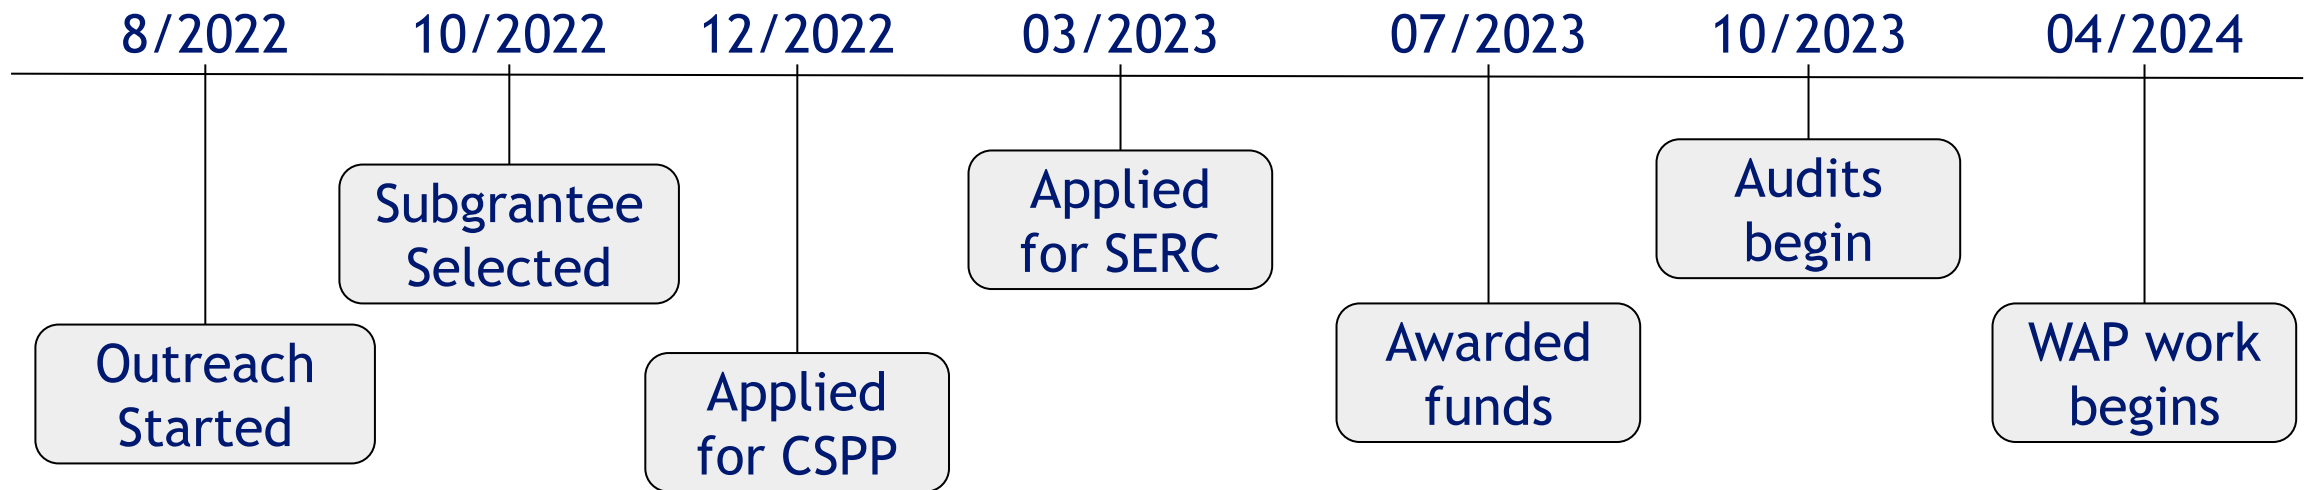 8/2022
10/2022
12/2022
03/2023
07/2023
10/2023
04/2024
Outreach
Started
Subgrantee
Selected
Applied
for CSPP
Applied
for SERC
Awarded
funds
Audits
begin
WAP work
begins